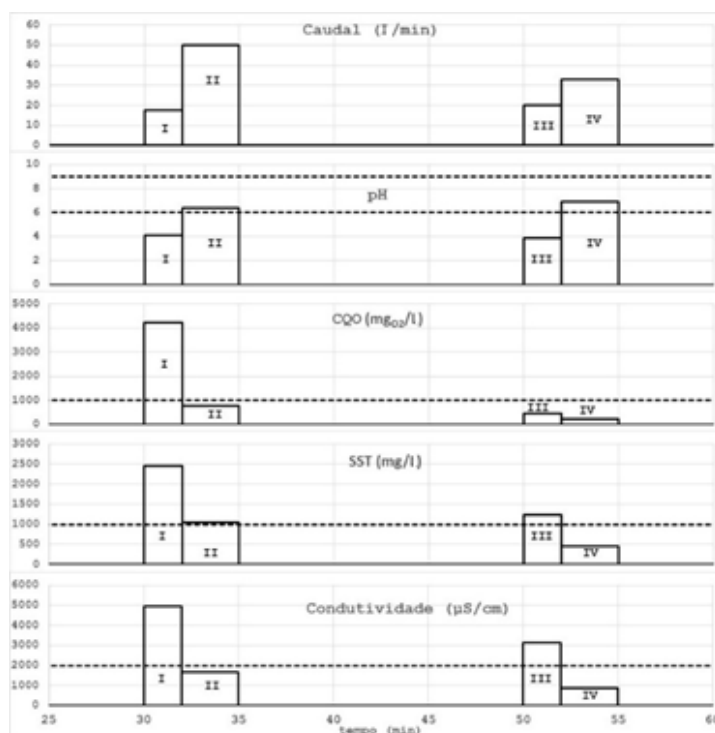 Caudal (I/min)
60
50
40
30
20
10
0
I
II
III
IV
pH
10
8
6
4
2
0
I
II
III
IV
CQO (mg₀₂/l)
5000
4000
3000
2000
1000
0
I
II
III
IV
SST (mg/l)
3000
2500
2000
1500
1000
500
0
I
II
III
IV
Condutividade (µS/cm)
6000
5000
4000
3000
2000
1000
0
I
II
III
IV
25 30 35 40 45 50 55 60
tempo (min)